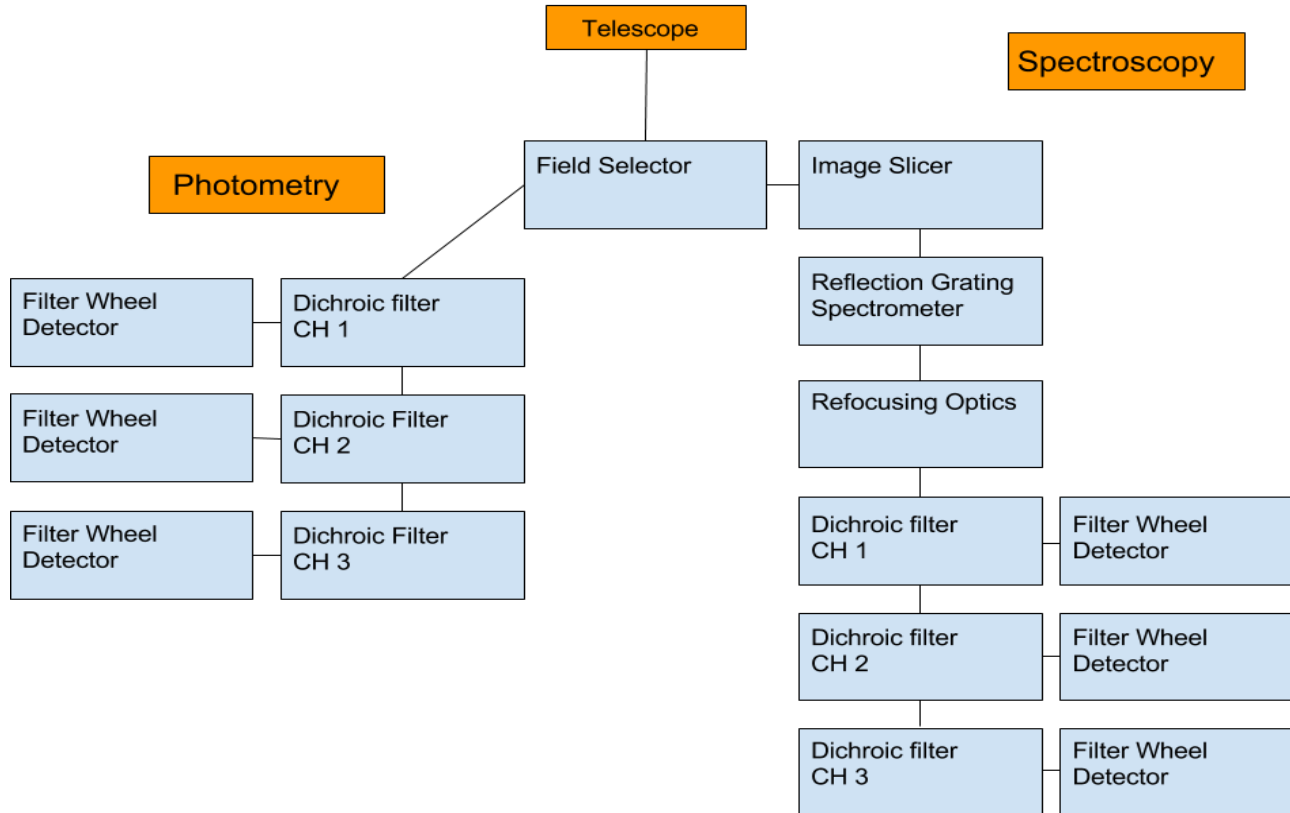 Telescope
Spectroscopy
Photometry
Field Selector
Image Slicer
Filter Wheel
Detector
Dichroic filter
CH 1
Reflection Grating
Spectrometer
Filter Wheel
Detector
Dichroic Filter
CH 2
Refocusing Optics
Filter Wheel
Detector
Dichroic Filter
CH 3
Dichroic filter
CH 1
Filter Wheel
Detector
Dichroic filter
CH 2
Filter Wheel
Detector
Dichroic filter
CH 3
Filter Wheel
Detector